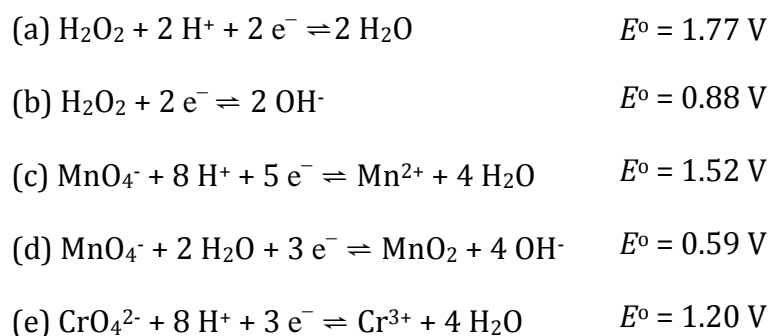 (a) H₂O₂ + 2 H⁺ + 2 e⁻ ⇌2 H₂O E° = 1.77 V
(b) H₂O₂ + 2 e⁻ ⇌ 2 OH⁻ E° = 0.88 V
(c) MnO₄⁻ + 8 H⁺ + 5 e⁻ ⇌ Mn²⁺ + 4 H₂O E° = 1.52 V
(d) MnO₄⁻ + 2 H₂O + 3 e⁻ ⇌ MnO₂ + 4 OH⁻ E° = 0.59 V
(e) CrO₄²⁻ + 8 H⁺ + 3 e⁻ ⇌ Cr³⁺ + 4 H₂O E° = 1.20 V